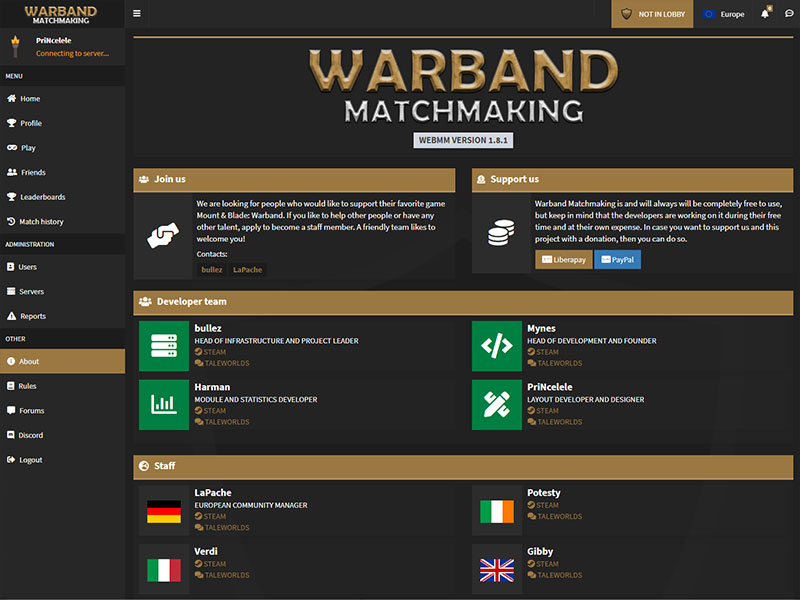 WARBAND
MATCHMAKING
NOT IN LOBBY
Europe
PriNcelele
Connecting to server...
MENU
Home
Profile
Play
Friends
Leaderboards
Match history
ADMINISTRATION
Users
Servers
Reports
OTHER
About
Rules
Forums
Discord
Logout
WARBAND
MATCHMAKING
WEBMM VERSION 1.8.1
Join us
We are looking for people who would like to support their favorite game
Mount & Blade: Warband. If you like to help other people or have any
other talent, apply to become a staff member. A friendly team likes to
welcome you!
Contacts:
bullez LaPache
Support us
Warband Matchmaking is and will always will be completely free to use,
but keep in mind that the developers are working on it during their free
time and at their own expense. In case you want to support us and this
project with a donation, then you can do so.
Liberapay PayPal
Developer team
bullez
HEAD OF INFRASTRUCTURE AND PROJECT LEADER
STEAM
TALEWORLDS
Mynes
HEAD OF DEVELOPMENT AND FOUNDER
STEAM
TALEWORLDS
Harman
MODULE AND STATISTICS DEVELOPER
STEAM
TALEWORLDS
PriNcelele
LAYOUT DEVELOPER AND DESIGNER
STEAM
TALEWORLDS
Staff
LaPache
EUROPEAN COMMUNITY MANAGER
STEAM
TALEWORLDS
Potesty
STEAM
TALEWORLDS
Verdi
STEAM
TALEWORLDS
Gibby
STEAM
TALEWORLDS